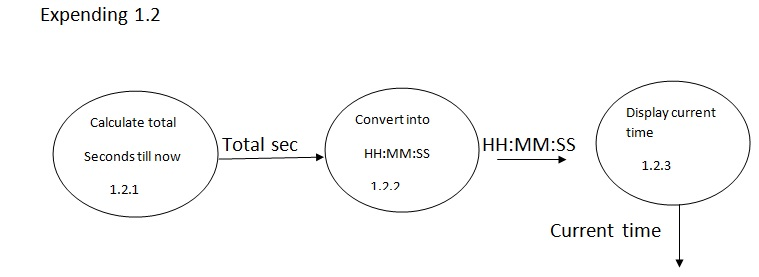 Expending 1.2
Calculate total
Seconds till now
1.2.1
Total sec
Convert into
HH:MM:SS
1.2.2
HH:MM:SS
Display current
time
1.2.3
Current time